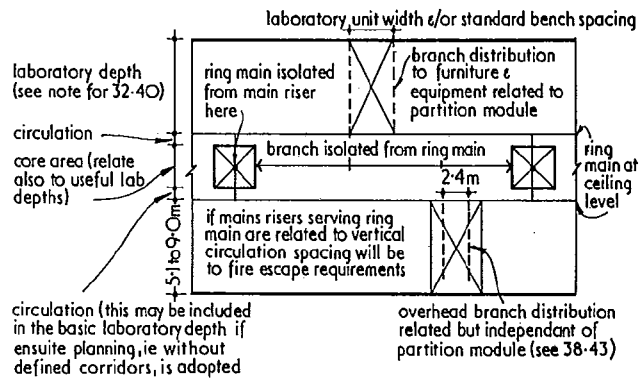 laboratory unit width &/or standard bench spacing
laboratory depth
(see note for 32·40)
ring main isolated
from main riser
here
branch distribution
to furniture &
equipment related to
partition module
circulation
core area (relate
also to useful lab
depths)
branch isolated from ring main
2·4m
ring
main at
ceiling
level
5·1 to 9·0m
if mains risers serving ring
main are related to vertical
circulation spacing will be
to fire escape requirements
circulation (this may be included
in the basic laboratory depth if
ensuite planning, ie without
defined corridors, is adopted
overhead branch distribution
related but independant of
partition module (see 38·43)